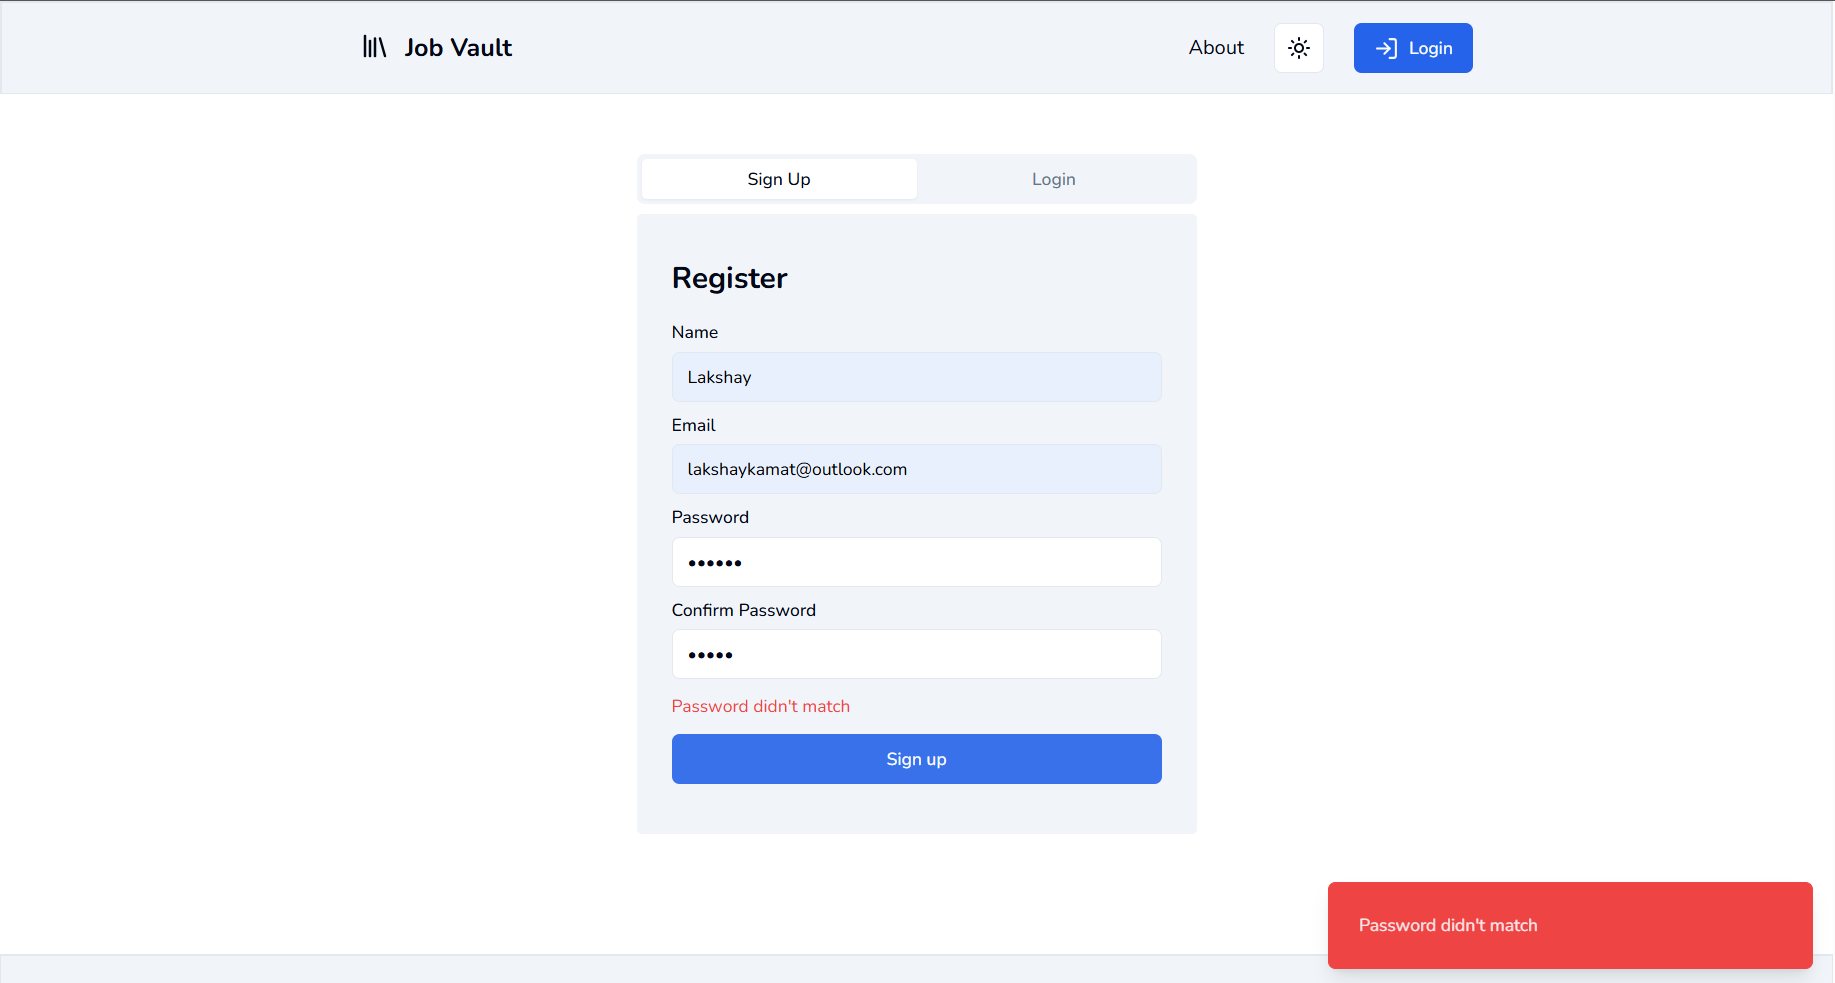 Job Vault
About
Login
Sign Up
Login
Register
Name
Lakshay
Email
lakshaykamat@outlook.com
Password
••••••
Confirm Password
•••••
Password didn't match
Sign up
Password didn't match